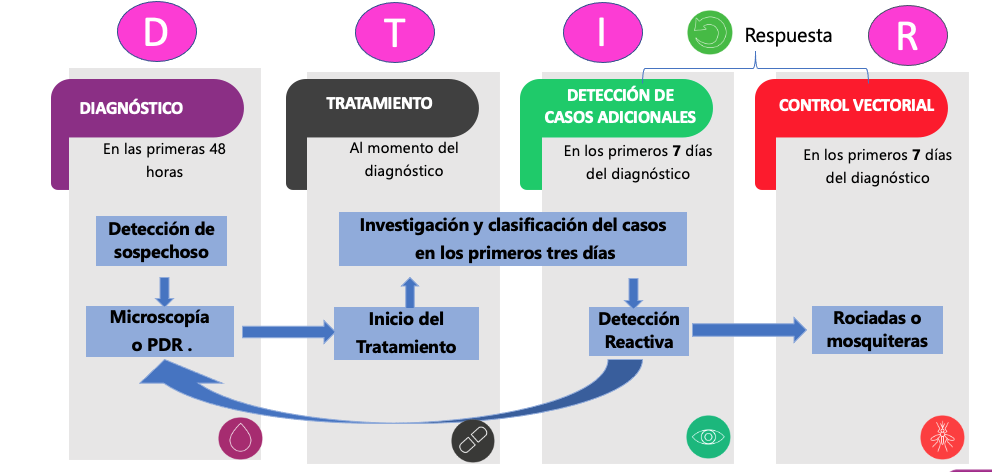 D
T
I
R
Respuesta
DIAGNÓSTICO
En las primeras 48
horas
Detección de
sospechoso
Microscopía
o PDR .
TRATAMIENTO
Al momento del
diagnóstico
Investigación y clasificación del casos
en los primeros tres días
Inicio del
Tratamiento
DETECCIÓN DE
CASOS ADICIONALES
En los primeros 7 días
del diagnóstico
Detección
Reactiva
CONTROL VECTORIAL
En los primeros 7 días
del diagnóstico
Rociadas o
mosquiteras